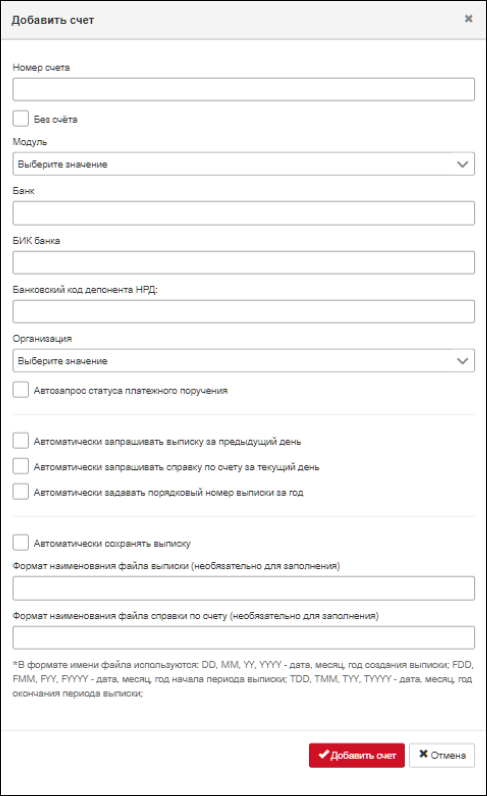 Добавить счет
Номер счета
Без счёта
Модуль
Выберите значение
Банк
БИК банка
Банковский код депонента НРД:
Организация
Выберите значение
Автозапрос статуса платежного поручения
Автоматически запрашивать выписку за предыдущий день
Автоматически запрашивать справку по счету за текущий день
Автоматически задавать порядковый номер выписки за год
Автоматически сохранять выписку
Формат наименования файла выписки (необязательно для заполнения)
Формат наименования файла справки по счету (необязательно для заполнения)
*В формате имени файла используются: DD, MM, YY, YYYY - дата, месяц, год создания выписки; FDD,
FMM, FYY, FYYYY - дата, месяц, год начала периода выписки; TDD, TMM, TYY, TYYYY - дата, месяц, год
окончания периода выписки;
Добавить счет
Отмена